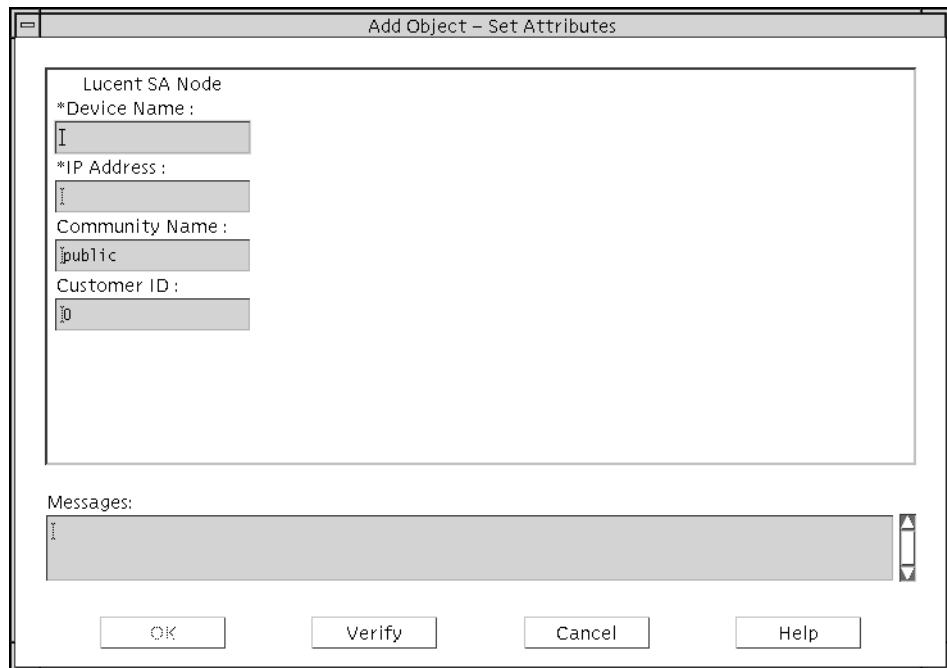 Add Object – Set Attributes
Lucent SA Node
*Device Name :
*IP Address :
Community Name :
public
Customer ID :
0
Messages:
OK Verify Cancel Help